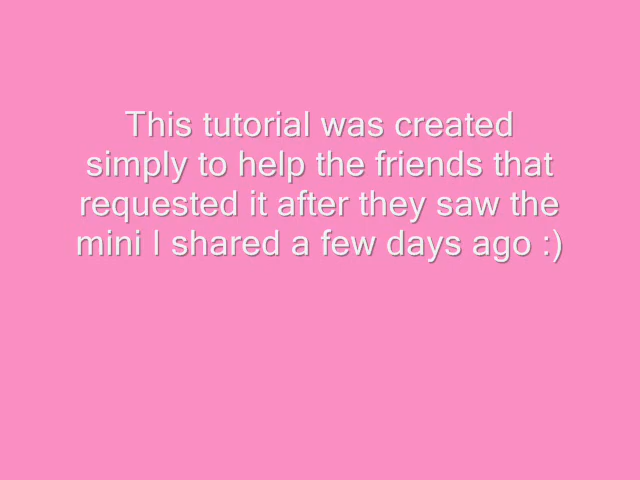 This tutorial was created
simply to help the friends that
requested it after they saw the
mini I shared a few days ago :)